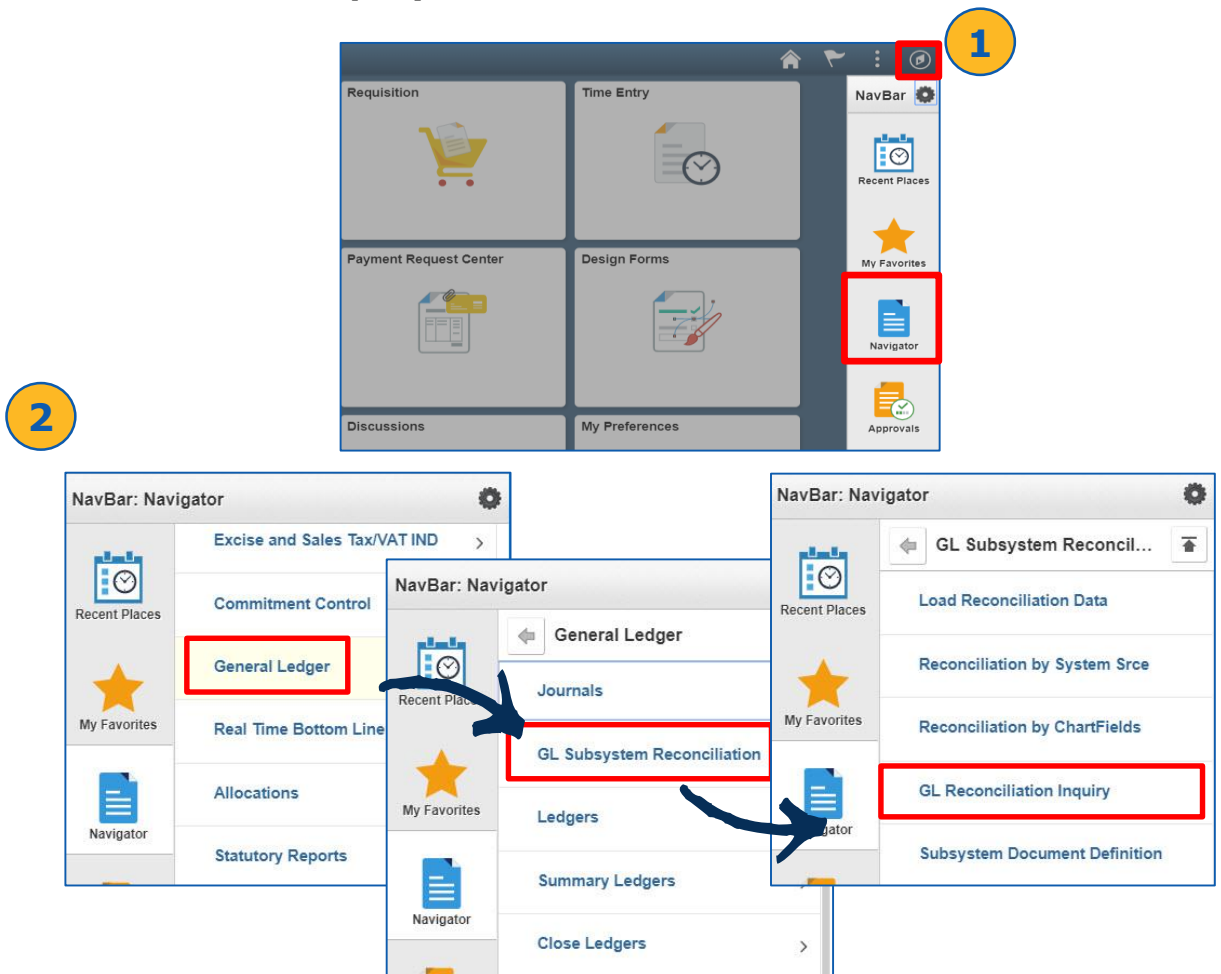 1
Requisition
Time Entry
NavBar
Recent Places
Payment Request Center
Design Forms
My Favorites
Navigator
Discussions
My Preferences
Approvals
2
NavBar: Navigator
Excise and Sales Tax/VAT IND
Recent Places
Commitment Control
General Ledger
My Favorites
Real Time Bottom Line
Allocations
Navigator
Statutory Reports
NavBar: Navigator
General Ledger
Recent Place
Journals
GL Subsystem Reconciliation
My Favorites
Ledgers
Summary Ledgers
Navigator
Close Ledgers
NavBar: Navigator
GL Subsystem Reconcil...
Recent Places
Load Reconciliation Data
Reconciliation by System Srce
My Favorites
Reconciliation by ChartFields
GL Reconciliation Inquiry
gator
Subsystem Document Definition